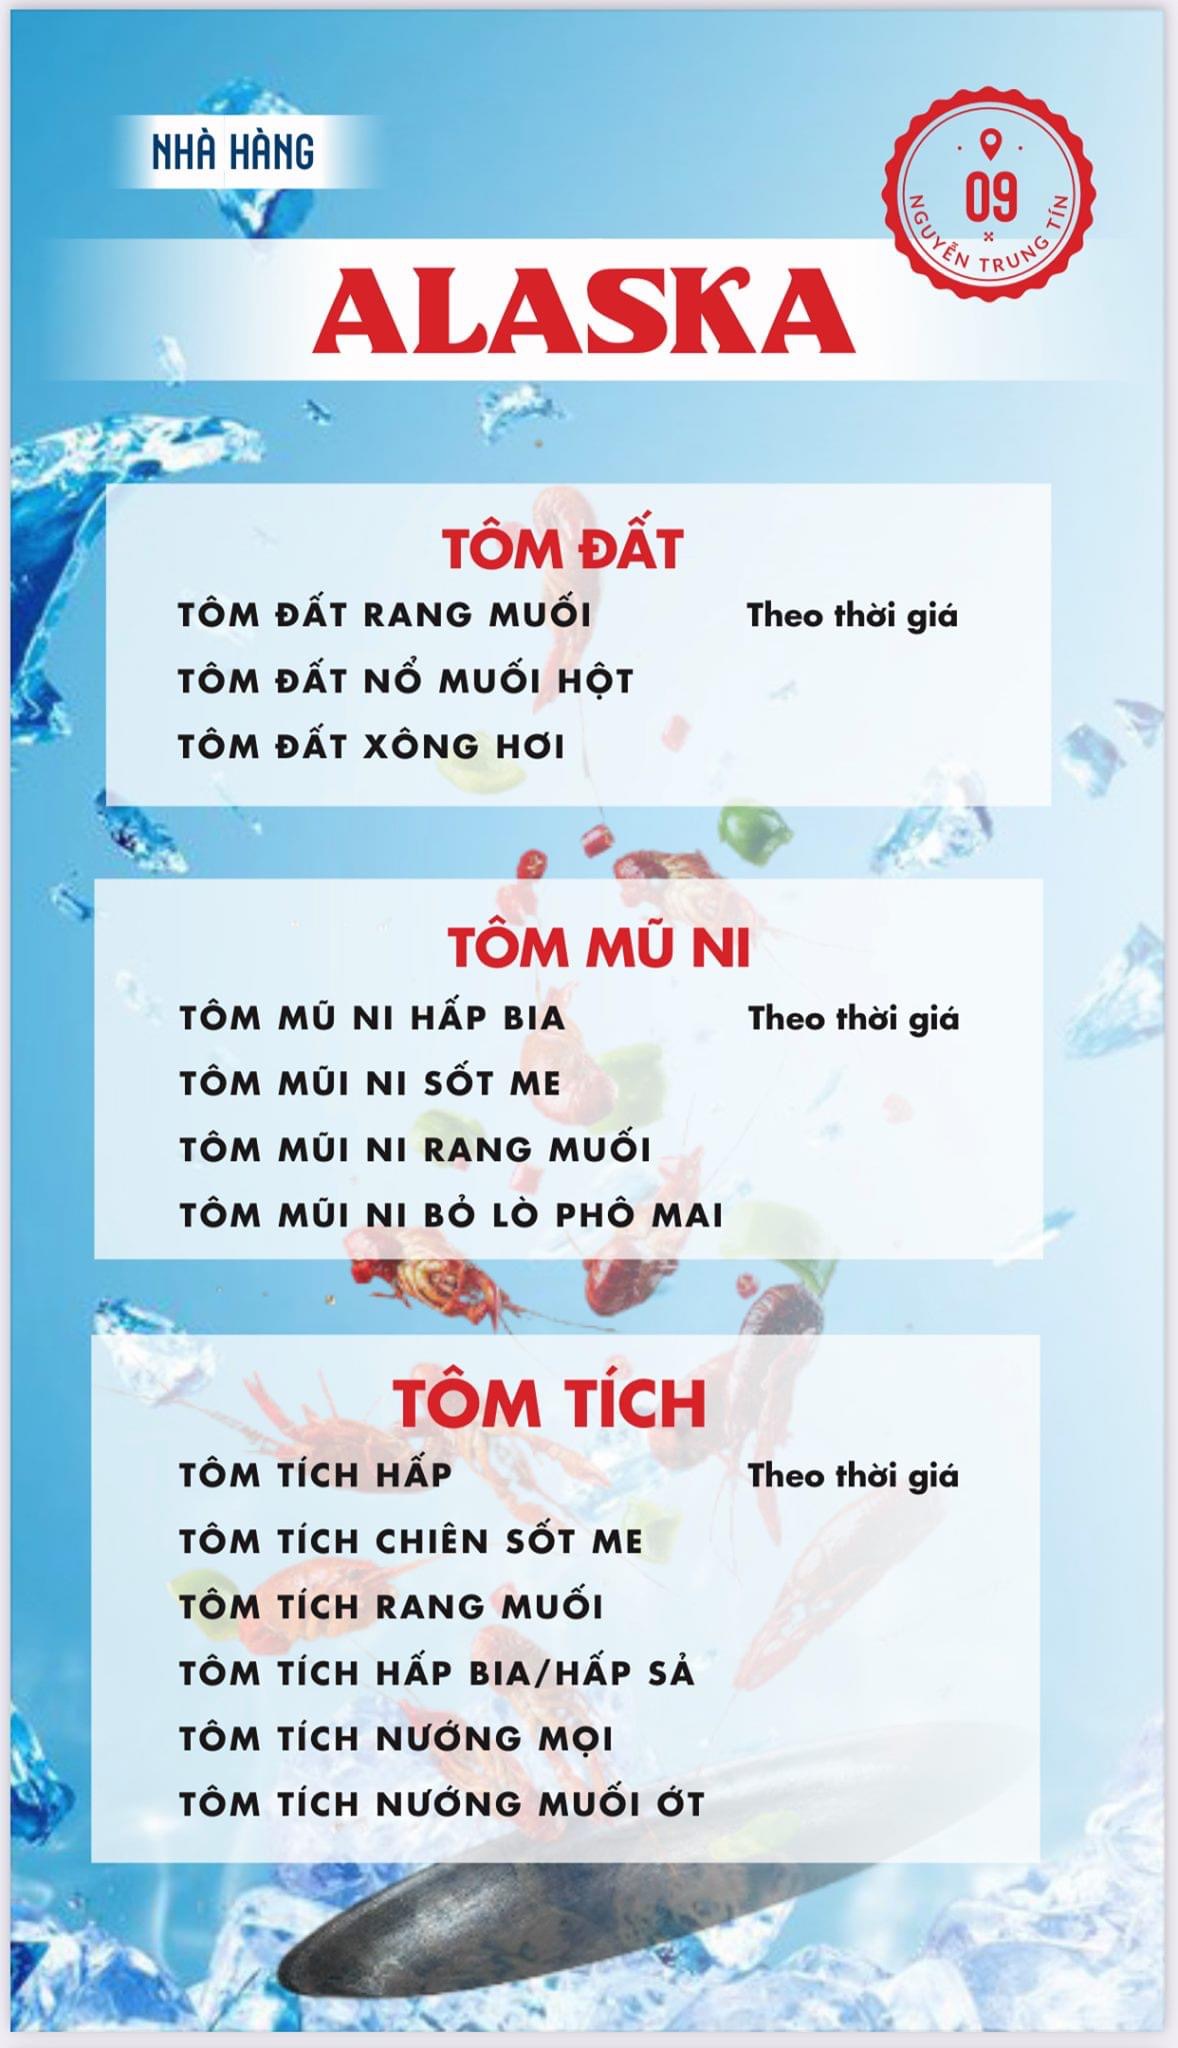 NHÀ HÀNG
09
NGUYỄN TRUNG TÍN
ALASKA
TÔM ĐẤT
TÔM ĐẤT RANG MUỐI Theo thời giá
TÔM ĐẤT NỔ MUỐI HỘT
TÔM ĐẤT XÔNG HƠI
TÔM MŨ NI
TÔM MŨ NI HẤP BIA Theo thời giá
TÔM MŨI NI SỐT ME
TÔM MŨI NI RANG MUỐI
TÔM MŨI NI BỎ LÒ PHÔ MAI
TÔM TÍCH
TÔM TÍCH HẤP Theo thời giá
TÔM TÍCH CHIÊN SỐT ME
TÔM TÍCH RANG MUỐI
TÔM TÍCH HẤP BIA/HẤP SẢ
TÔM TÍCH NƯỚNG MỌI
TÔM TÍCH NƯỚNG MUỐI ỚT